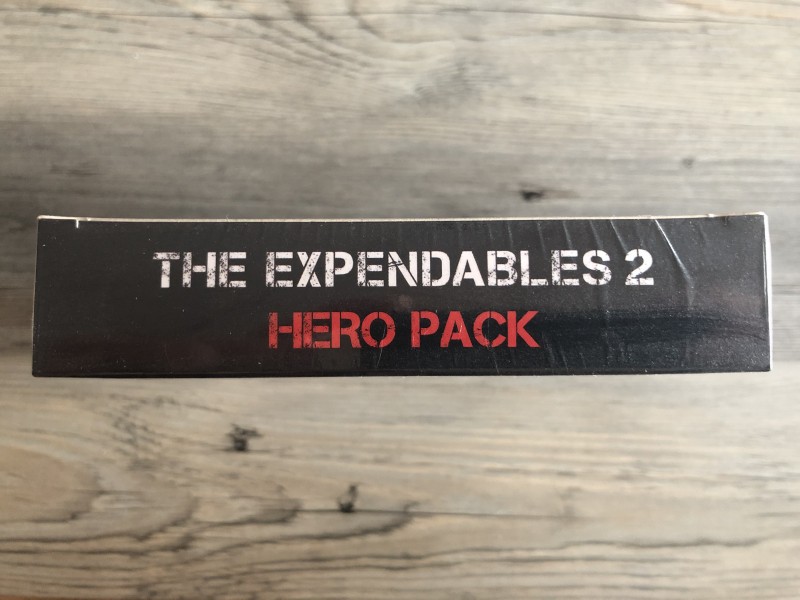 THE EXPENDABLES 2
HERO PACK